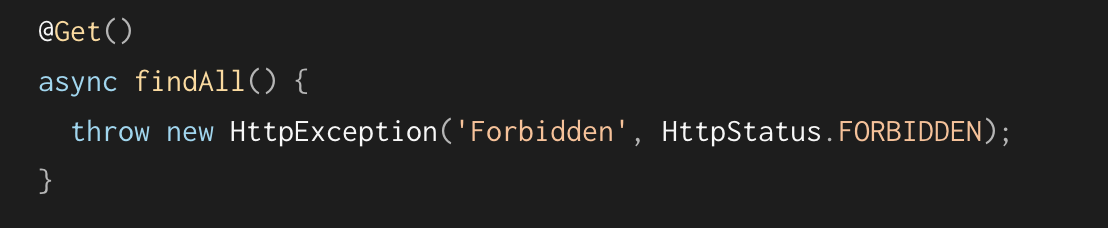 @Get()
async findAll() {
  throw new HttpException('Forbidden', HttpStatus.FORBIDDEN);
}